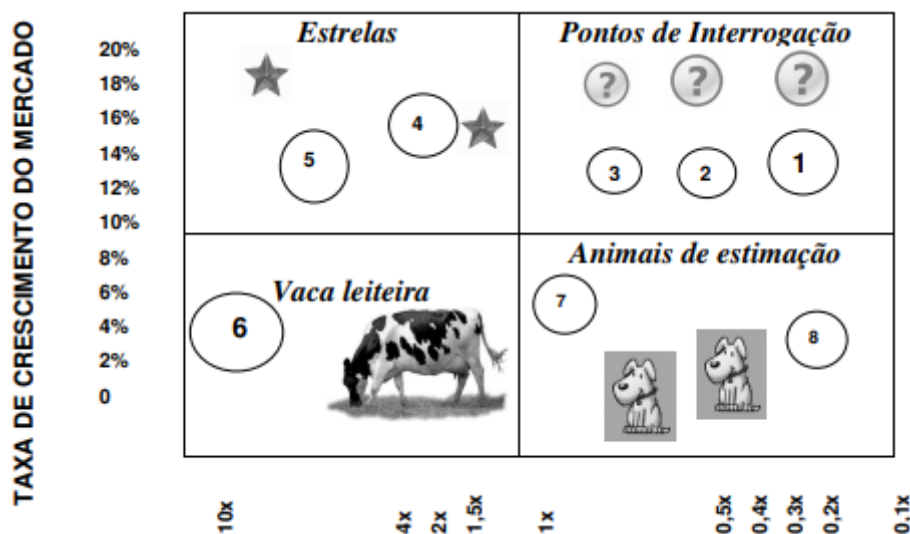 TAXA DE CRESCIMENTO DO MERCADO
20%
18%
16%
14%
12%
10%
8%
6%
4%
2%
0
Estrelas
4
5
Pontos de Interrogação
? ? ?
3 2 1
Vaca leiteira
6
Animais de estimação
7
8
10x 4x 2x 1,5x 1x 0,5x 0,4x 0,3x 0,2x 0.1x